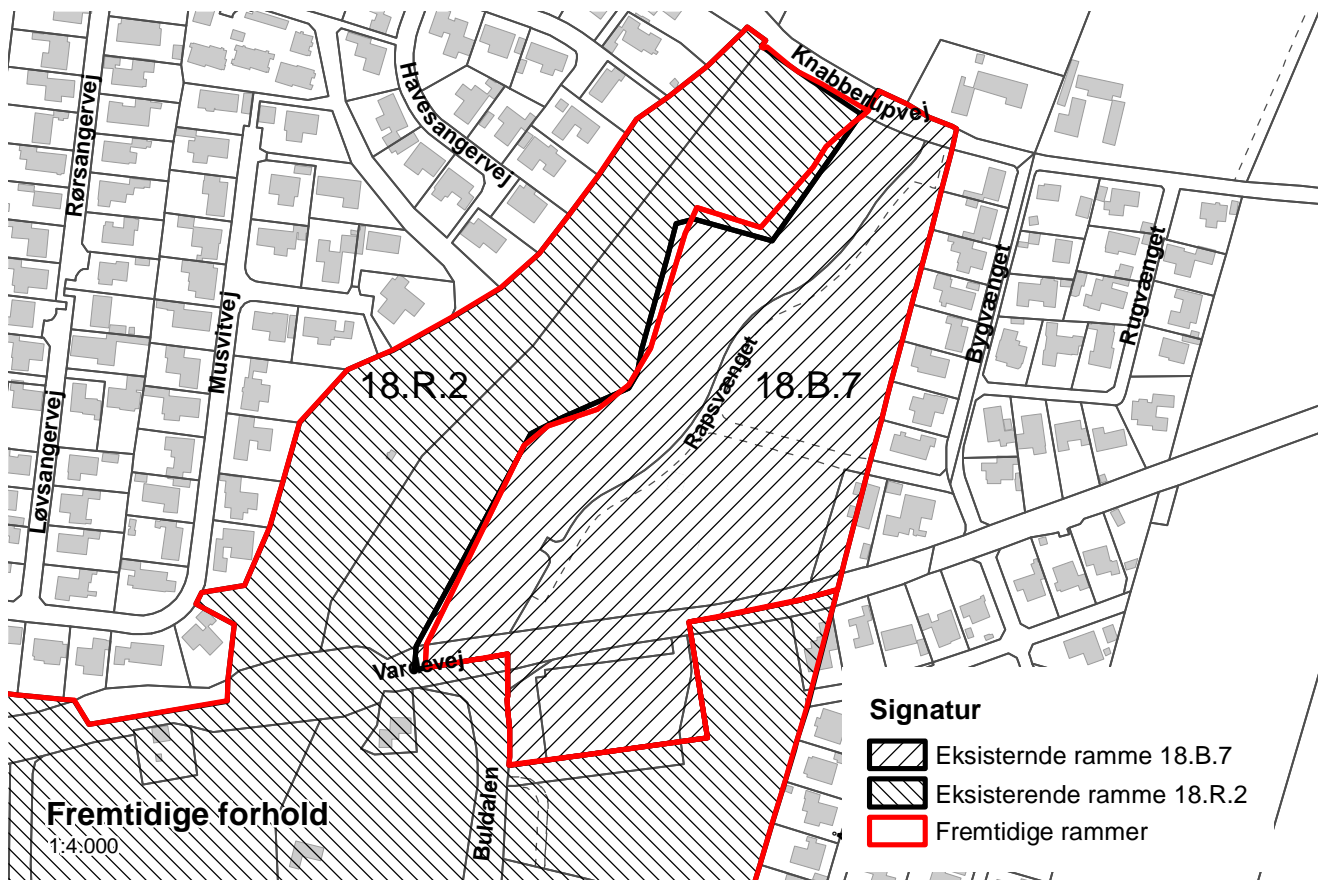 Knabberupvej
Havesangervej
Rørsangervej
Musvitvej
Løvsangervej
Bygvænget
Rugvænget
Rapsvænget
18.R.2
18.B.7
Vardevej
Buldalen
Fremtidige forhold
1:4.000
Signatur
Eksisternde ramme 18.B.7
Eksisterende ramme 18.R.2
Fremtidige rammer